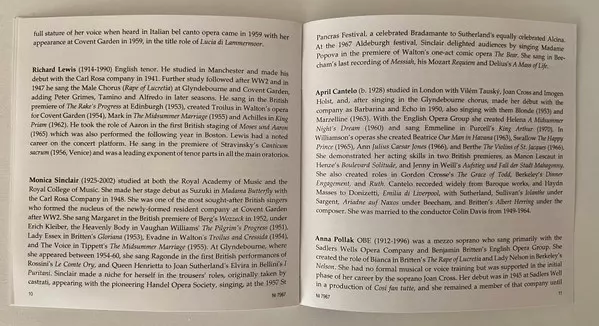 full stature of her voice when heard in Italian bel canto opera came in 1959 with her
appearance at Covent Garden in 1959, in the title role of Lucia di Lammermoor.
Richard Lewis (1914-1990) English tenor. He studied in Manchester and made his
debut with the Carl Rosa company in 1941. Further study followed after WW2 and in
1947 he sang the Male Chorus (Rape of Lucretia) at Glyndebourne and Covent Garden,
adding Peter Grimes, Tamino and Alfredo in later seasons. He sang in the British
premiere of The Rake's Progress at Edinburgh (1953), created Troilus in Walton's opera
for Covent Garden (1954), Mark in The Midsummer Marriage (1955) and Achilles in King
Priam (1962). He took the role of Aaron in the first British staging of Moses und Aaron
(1965) which was also performed the following year in Boston. Lewis had a noted
career on the concert platform. He sang in the premiere of Stravinsky's Canticum
sacrum (1956, Venice) and was a leading exponent of tenor parts in all the main oratorios.
Monica Sinclair (1925-2002) studied at both the Royal Academy of Music and the
Royal College of Music. She made her stage debut as Suzuki in Madama Butterfly with
the Carl Rosa Company in 1948. She was one of the most sought-after British singers
who formed the nucleus of the newly-formed resident company at Covent Garden
after WW2. She sang Margaret in the British premiere of Berg's Wozzeck in 1952, under
Erich Kleiber, the Heavenly Body in Vaughan Williams' The Pilgrim's Progress (1951),
Lady Essex in Britten's Gloriana (1953), Evadne in Walton's Troilus and Cressida (1954),
and The Voice in Tippett's The Midsummer Marriage (1955). At Glyndebourne, where
she appeared 1954-60, she sang Ragonde in the first British performances of
Rossini's Le Comte Ory, and Queen Henrietta to Joan Sutherland's Elvira in Bellini's I
Puritani. Sinclair made a niche for herself in the trousers' roles, originally taken by
castrati, appearing with the pioneering Handel Opera Society, singing, at the 1957 St
10
NI 7967
Pancras Festival, a celebrated Bradamante to Sutherland's equally celebrated Alcina.
At the 1967 Aldeburgh festival, Sinclair delighted audiences by singing Madame
Popova in the premiere of Walton's one-act comic opera The Bear. She sang in Bee-
cham's last recording of Messiah, his Mozart Requiem and Delius's A Mass of Life.
April Cantelo (b. 1928) studied in London with Vilém Tauský, Joan Cross and Imogen
Holst, and, after singing in the Glyndebourne chorus, made her debut with the
company as Barbarina and Echo in 1950, also singing with them Blonde (1953) and
Marzelline (1963). With the English Opera Group she created Helena A Midsummer
Night's Dream (1960) and sang Emmeline in Purcell's King Arthur (1970). In
Williamson's operas she created Beatrice Our Man in Havana (1963), Swallow The Happy
Prince (1965), Ann Julius Caesar Jones (1966), and Berthe The Violins of St. Jacques (1966).
She demonstrated her acting skills in two British premieres, as Manon Lescaut in
Henze's Boulevard Solitude, and Jenny in Weill's Aufstieg und Fall der Stadt Mahagonny.
She also created roles in Gordon Crosse's The Grace of Todd, Berkeley's Dinner
Engagement, and Ruth. Cantelo recorded widely from Baroque works, and Haydn
Masses to Donizetti, Emilia di Liverpool, with Sutherland, Sullivan's Iolanthe under
Sargent, Ariadne auf Naxos under Beecham, and Britten's Albert Herring under the
composer. She was married to the conductor Colin Davis from 1949-1964.
Anna Pollak OBE (1912-1996) was a mezzo soprano who sang primarily with the
Sadlers Wells Opera Company and Benjamin Britten's English Opera Group. She
created the role of Bianca In Britten's The Rape of Lucretia and Lady Nelson in Berkeley's
Nelson. She had no formal musical or voice training but was supported in the initial
phase of her career by the soprano Joan Cross. Her debut was in 1945 at Sadlers Well
in a production of Così fan tutte, and she remained a member of that company until
NI 7967
11